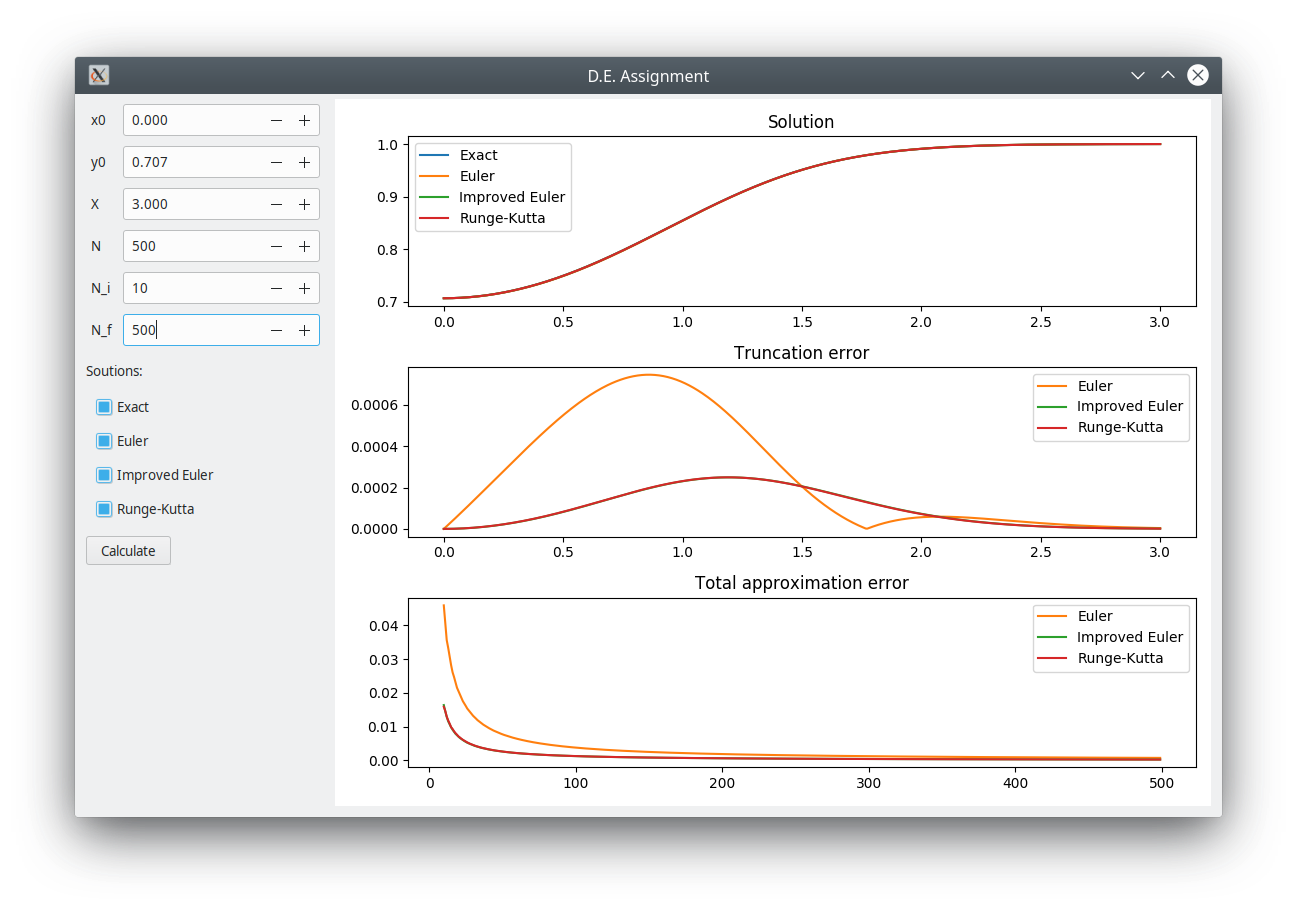 D.E. Assignment
x0 0.000
y0 0.707
X 3.000
N 500
N_i 10
N_f 500
Soutions:
Exact
Euler
Improved Euler
Runge-Kutta
Calculate
Solution
1.0
0.9
0.8
0.7
Exact
Euler
Improved Euler
Runge-Kutta
0.0 0.5 1.0 1.5 2.0 2.5 3.0
Truncation error
0.0006
0.0004
0.0002
0.0000
Euler
Improved Euler
Runge-Kutta
0.0 0.5 1.0 1.5 2.0 2.5 3.0
Total approximation error
0.04
0.03
0.02
0.01
0.00
Euler
Improved Euler
Runge-Kutta
0 100 200 300 400 500